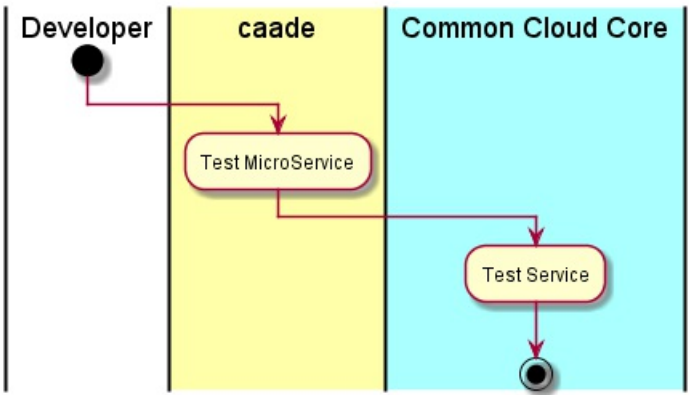 Developer
caade
Common Cloud Core
Test MicroService
Test Service